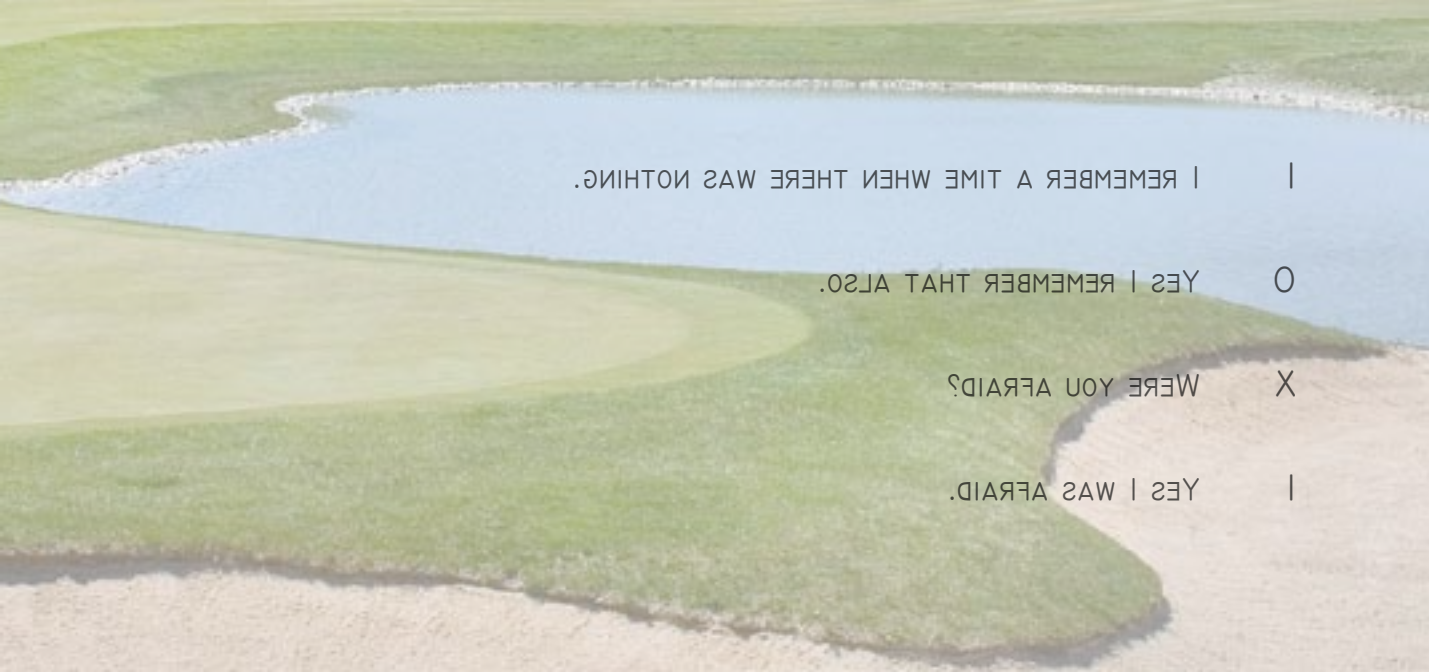 I I REMEMBER A TIME WHEN THERE WAS NOTHING.
O YES I REMEMBER THAT ALSO.
X WERE YOU AFRAID?
I YES I WAS AFRAID.